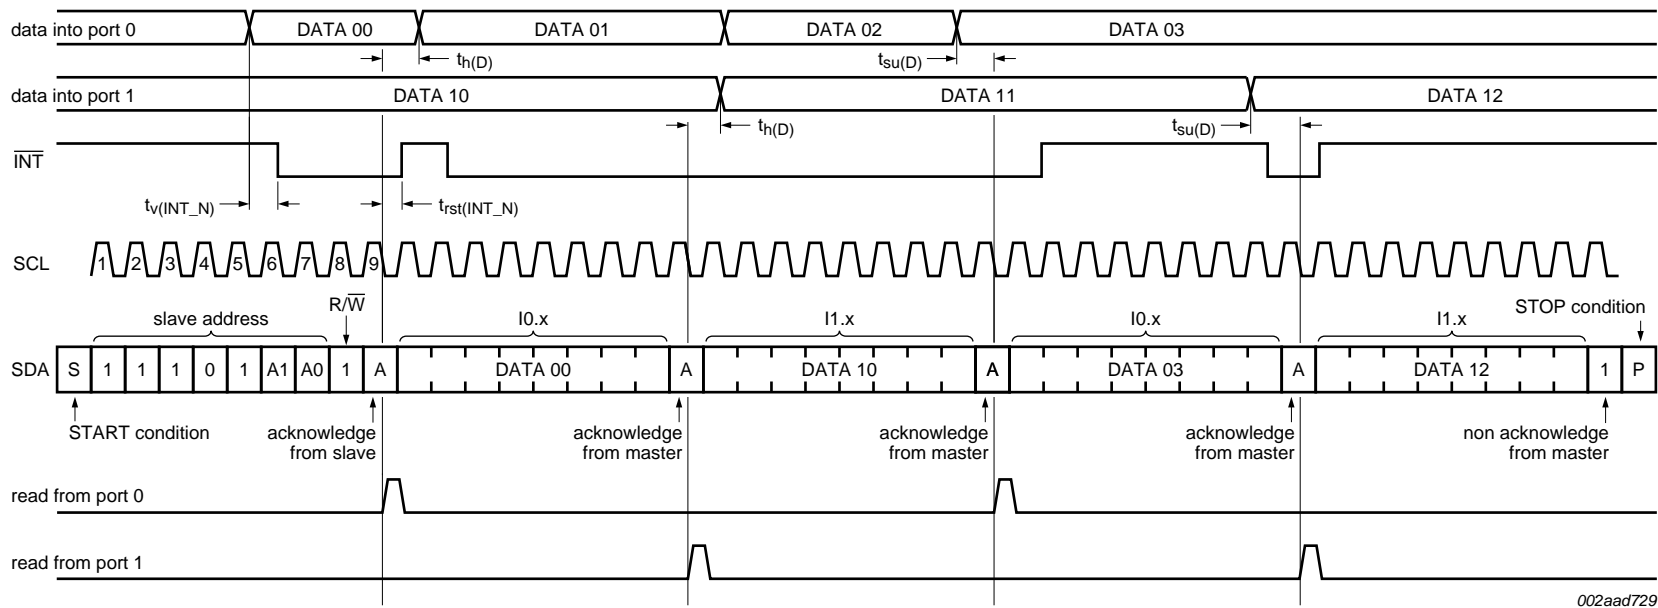 data into port 0 DATA 00 DATA 01 DATA 02 DATA 03
th(D) tsu(D)
data into port 1 DATA 10 DATA 11 DATA 12
th(D) tsu(D)
INT
tv(INT_N) trst(INT_N)
SCL 1 2 3 4 5 6 7 8 9
R/W STOP condition
slave address I0.x I1.x I0.x I1.x
SDA S 1 1 1 0 1 A1 A0 1 A DATA 00 A DATA 10 A DATA 03 A DATA 12 1 P
START condition acknowledge acknowledge acknowledge acknowledge non acknowledge
from slave from master from master from master from master
read from port 0
read from port 1
002aad729